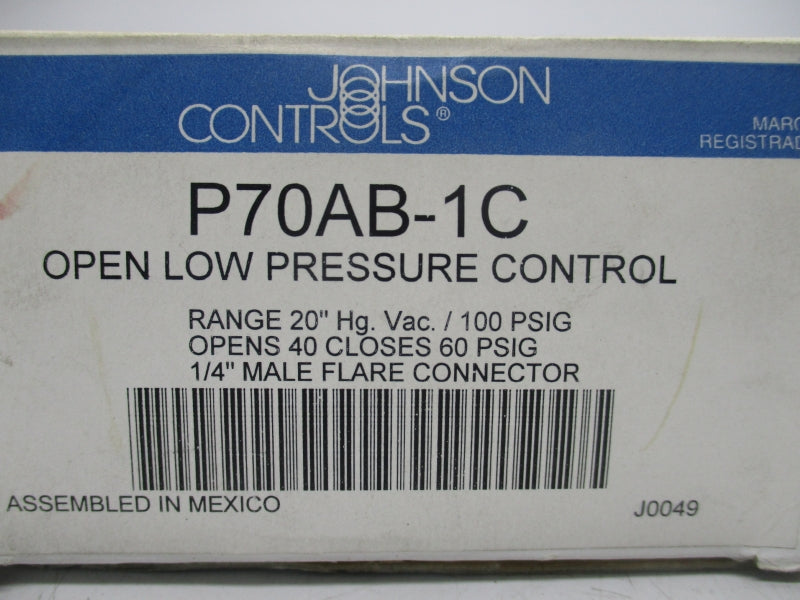 JOHNSON
CONTROLS®
MARC
REGISTRAD
P70AB-1C
OPEN LOW PRESSURE CONTROL
RANGE 20" Hg. Vac. / 100 PSIG
OPENS 40 CLOSES 60 PSIG
1/4" MALE FLARE CONNECTOR
ASSEMBLED IN MEXICO
J0049